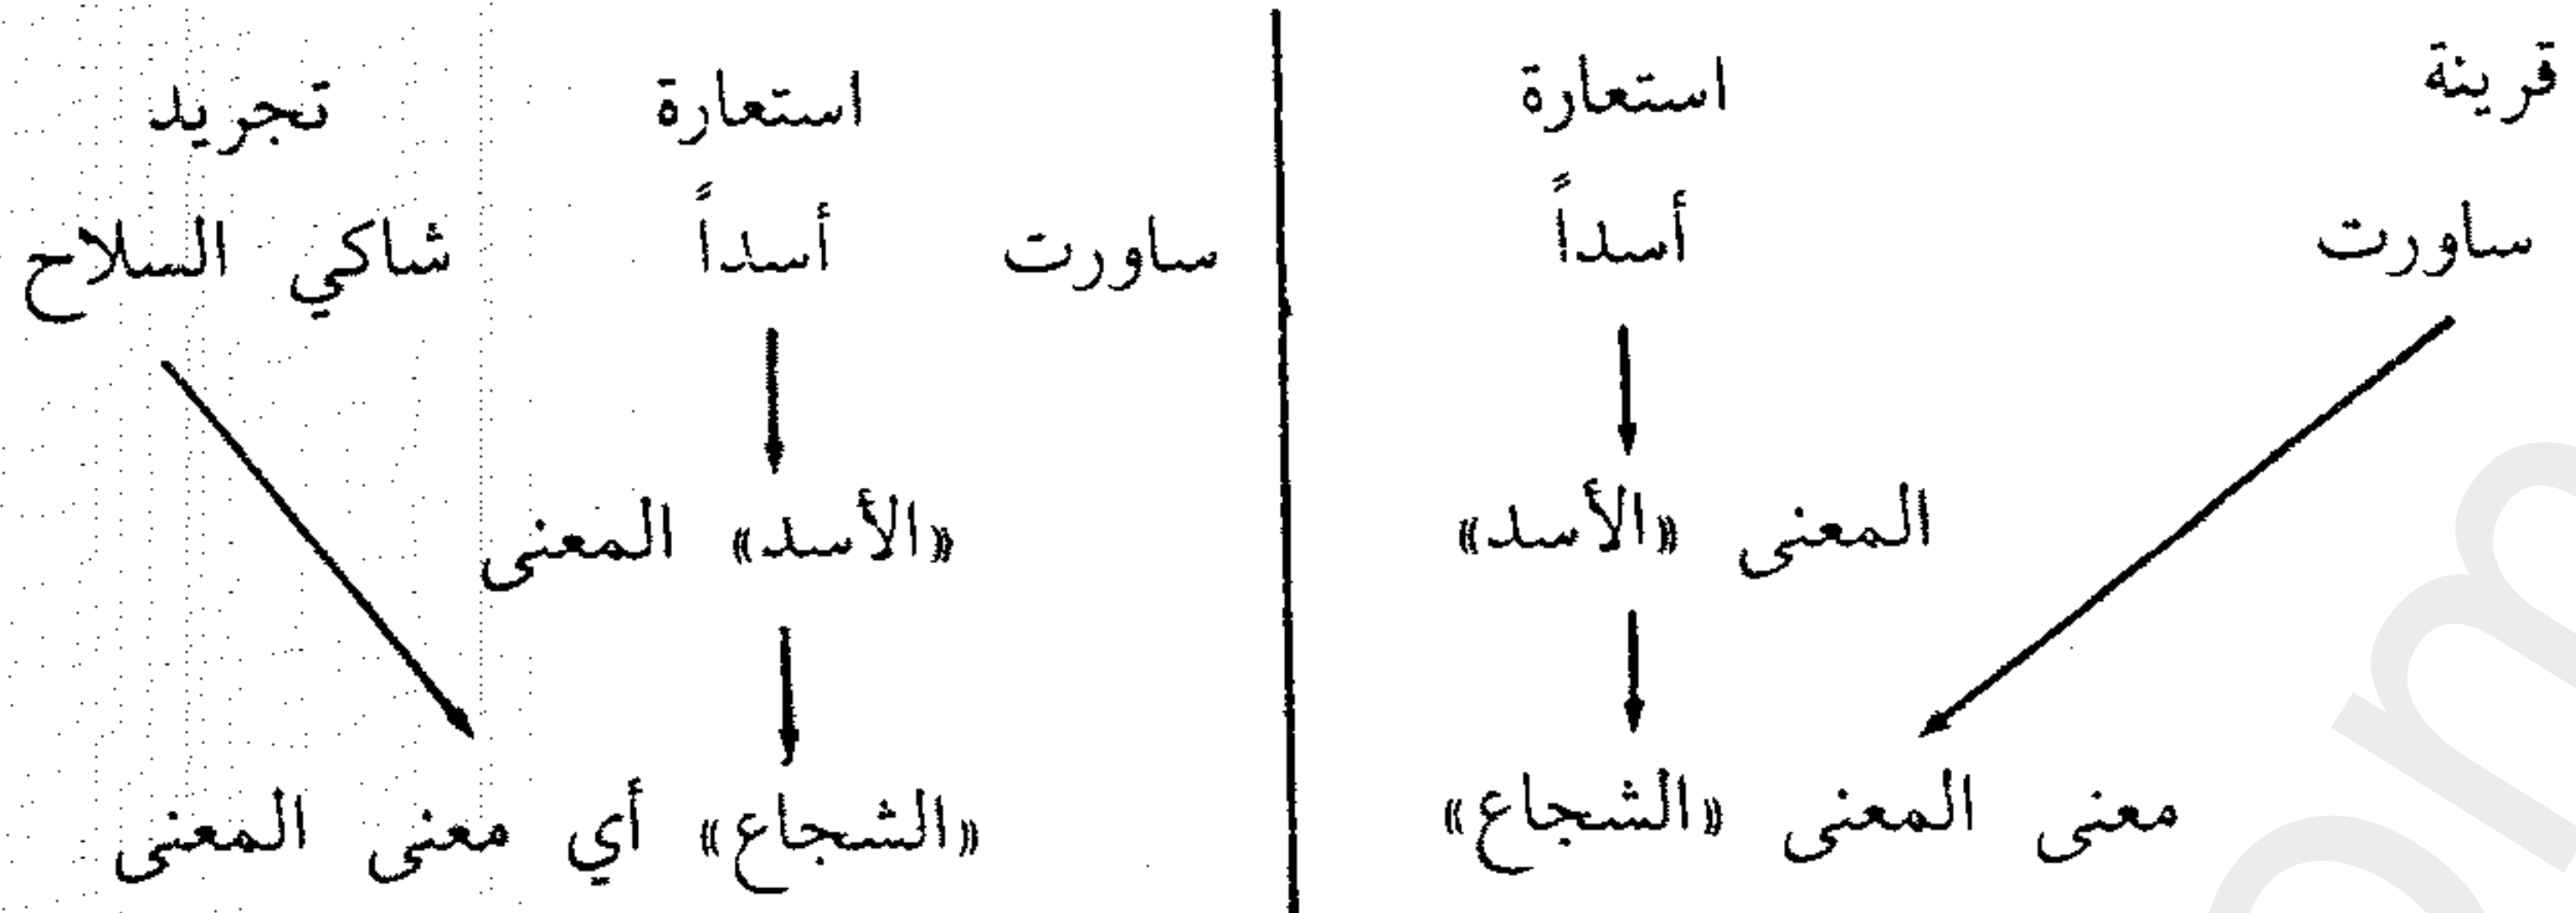 قرينة استعارة
ساورت أسداً
المعنى «الأسد»
معنى المعنى «الشجاع»
استعارة تجريد
ساورت أسداً شاكي السلاح
«الأسد» المعنى
«الشجاع» أي معنى المعنى
om